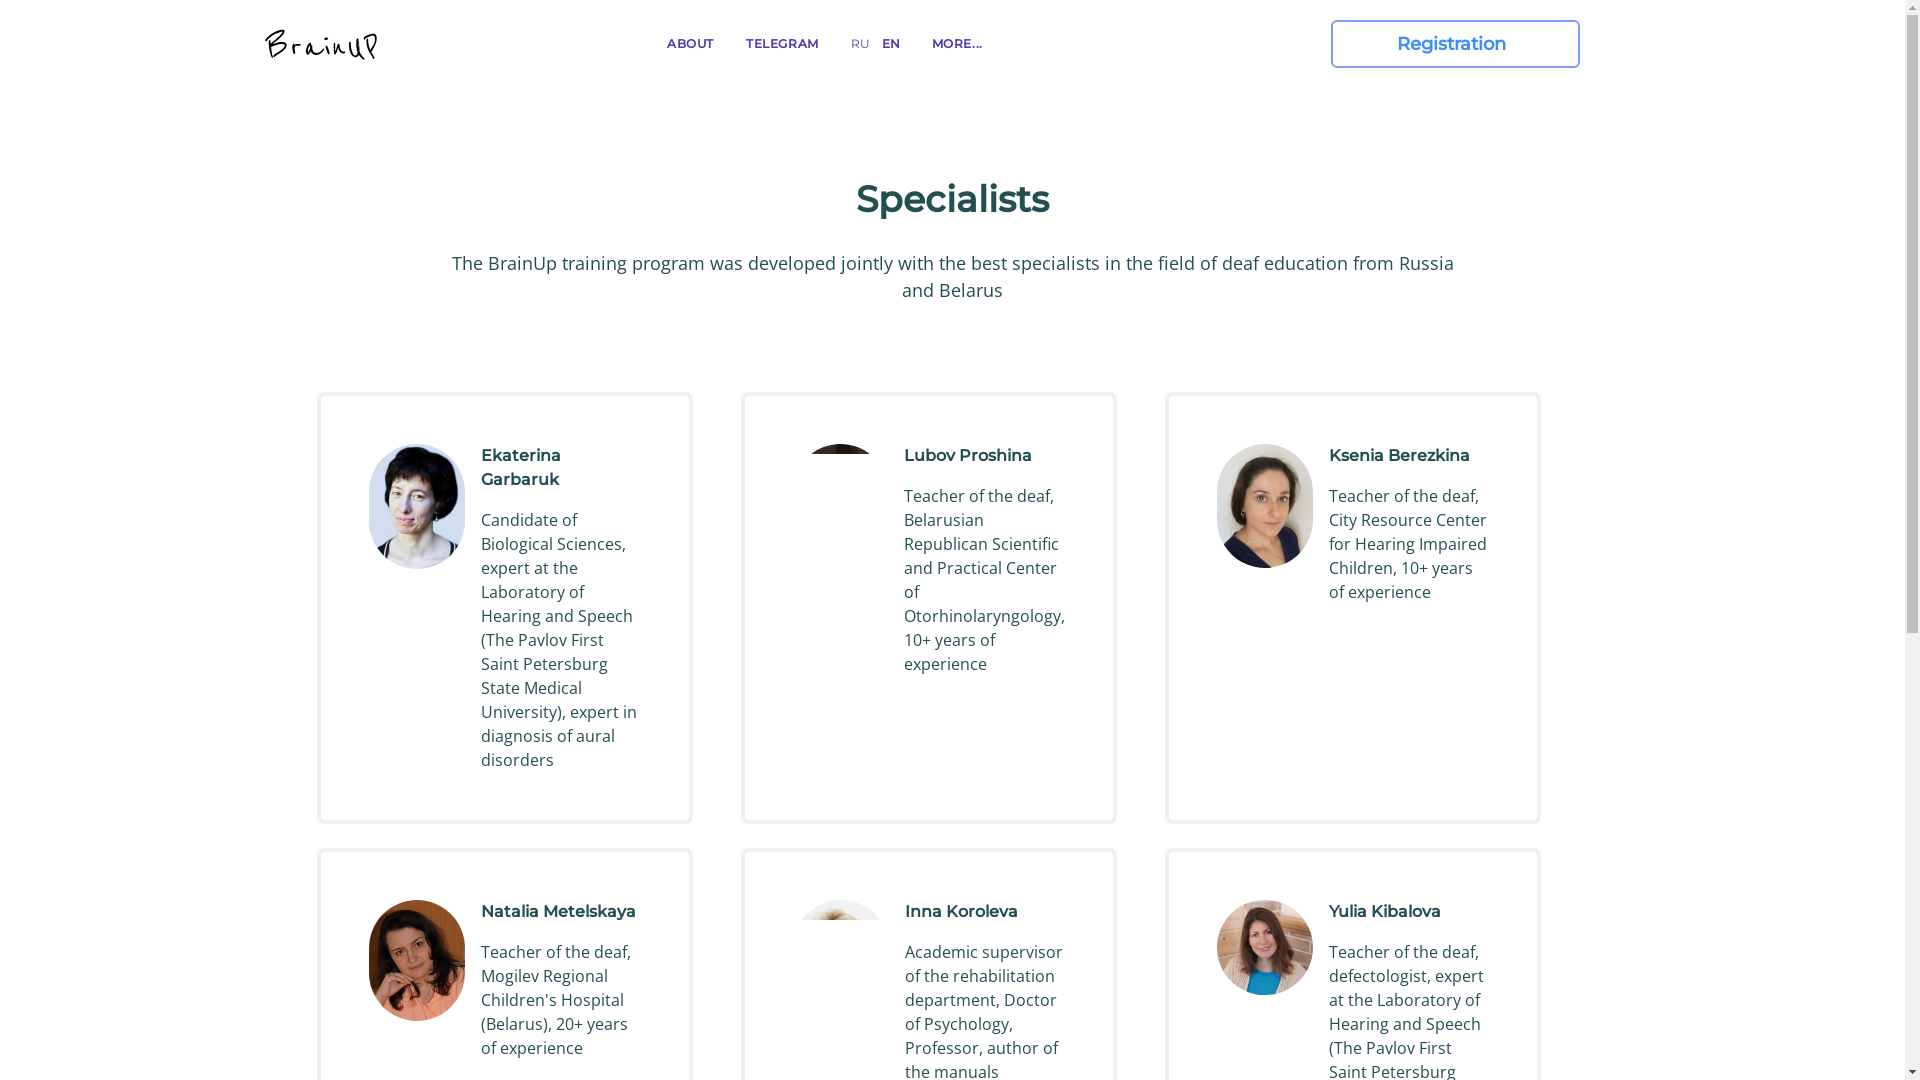 BrainUP
ABOUT
TELEGRAM
RU
EN
MORE...
Registration
Specialists
The BrainUp training program was developed jointly with the best specialists in the field of deaf education from Russia
and Belarus
Ekaterina
Garbaruk
Candidate of
Biological Sciences,
expert at the
Laboratory of
Hearing and Speech
(The Pavlov First
Saint Petersburg
State Medical
University), expert in
diagnosis of aural
disorders
Lubov Proshina
Teacher of the deaf,
Belarusian
Republican Scientific
and Practical Center
of
Otorhinolaryngology,
10+ years of
experience
Ksenia Berezkina
Teacher of the deaf,
City Resource Center
for Hearing Impaired
Children, 10+ years
of experience
Natalia Metelskaya
Teacher of the deaf,
Mogilev Regional
Children's Hospital
(Belarus), 20+ years
of experience
Inna Koroleva
Academic supervisor
of the rehabilitation
department, Doctor
of Psychology,
Professor, author of
the manuals
Yulia Kibalova
Teacher of the deaf,
defectologist, expert
at the Laboratory of
Hearing and Speech
(The Pavlov First
Saint Petersburg